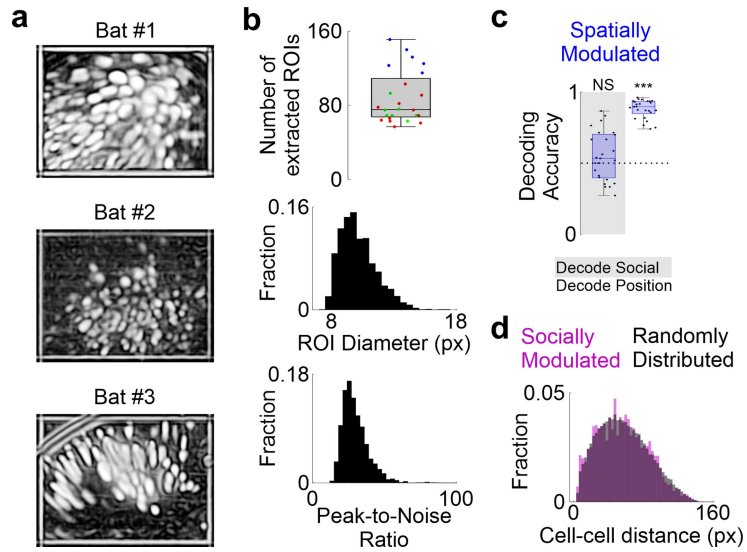 a
Bat #1
Bat #2
Bat #3
b
Number of
extracted ROIs
160
80
0
Fraction
0.16
0
8
18
ROI Diameter (px)
Fraction
0.18
0
0
100
Peak-to-Noise
Ratio
c
Spatially
Modulated
NS
***
Decoding
Accuracy
1
0
Decode Social
Decode Position
d
Socially
Modulated
Randomly
Distributed
Fraction
0.05
0
0
160
Cell-cell distance (px)